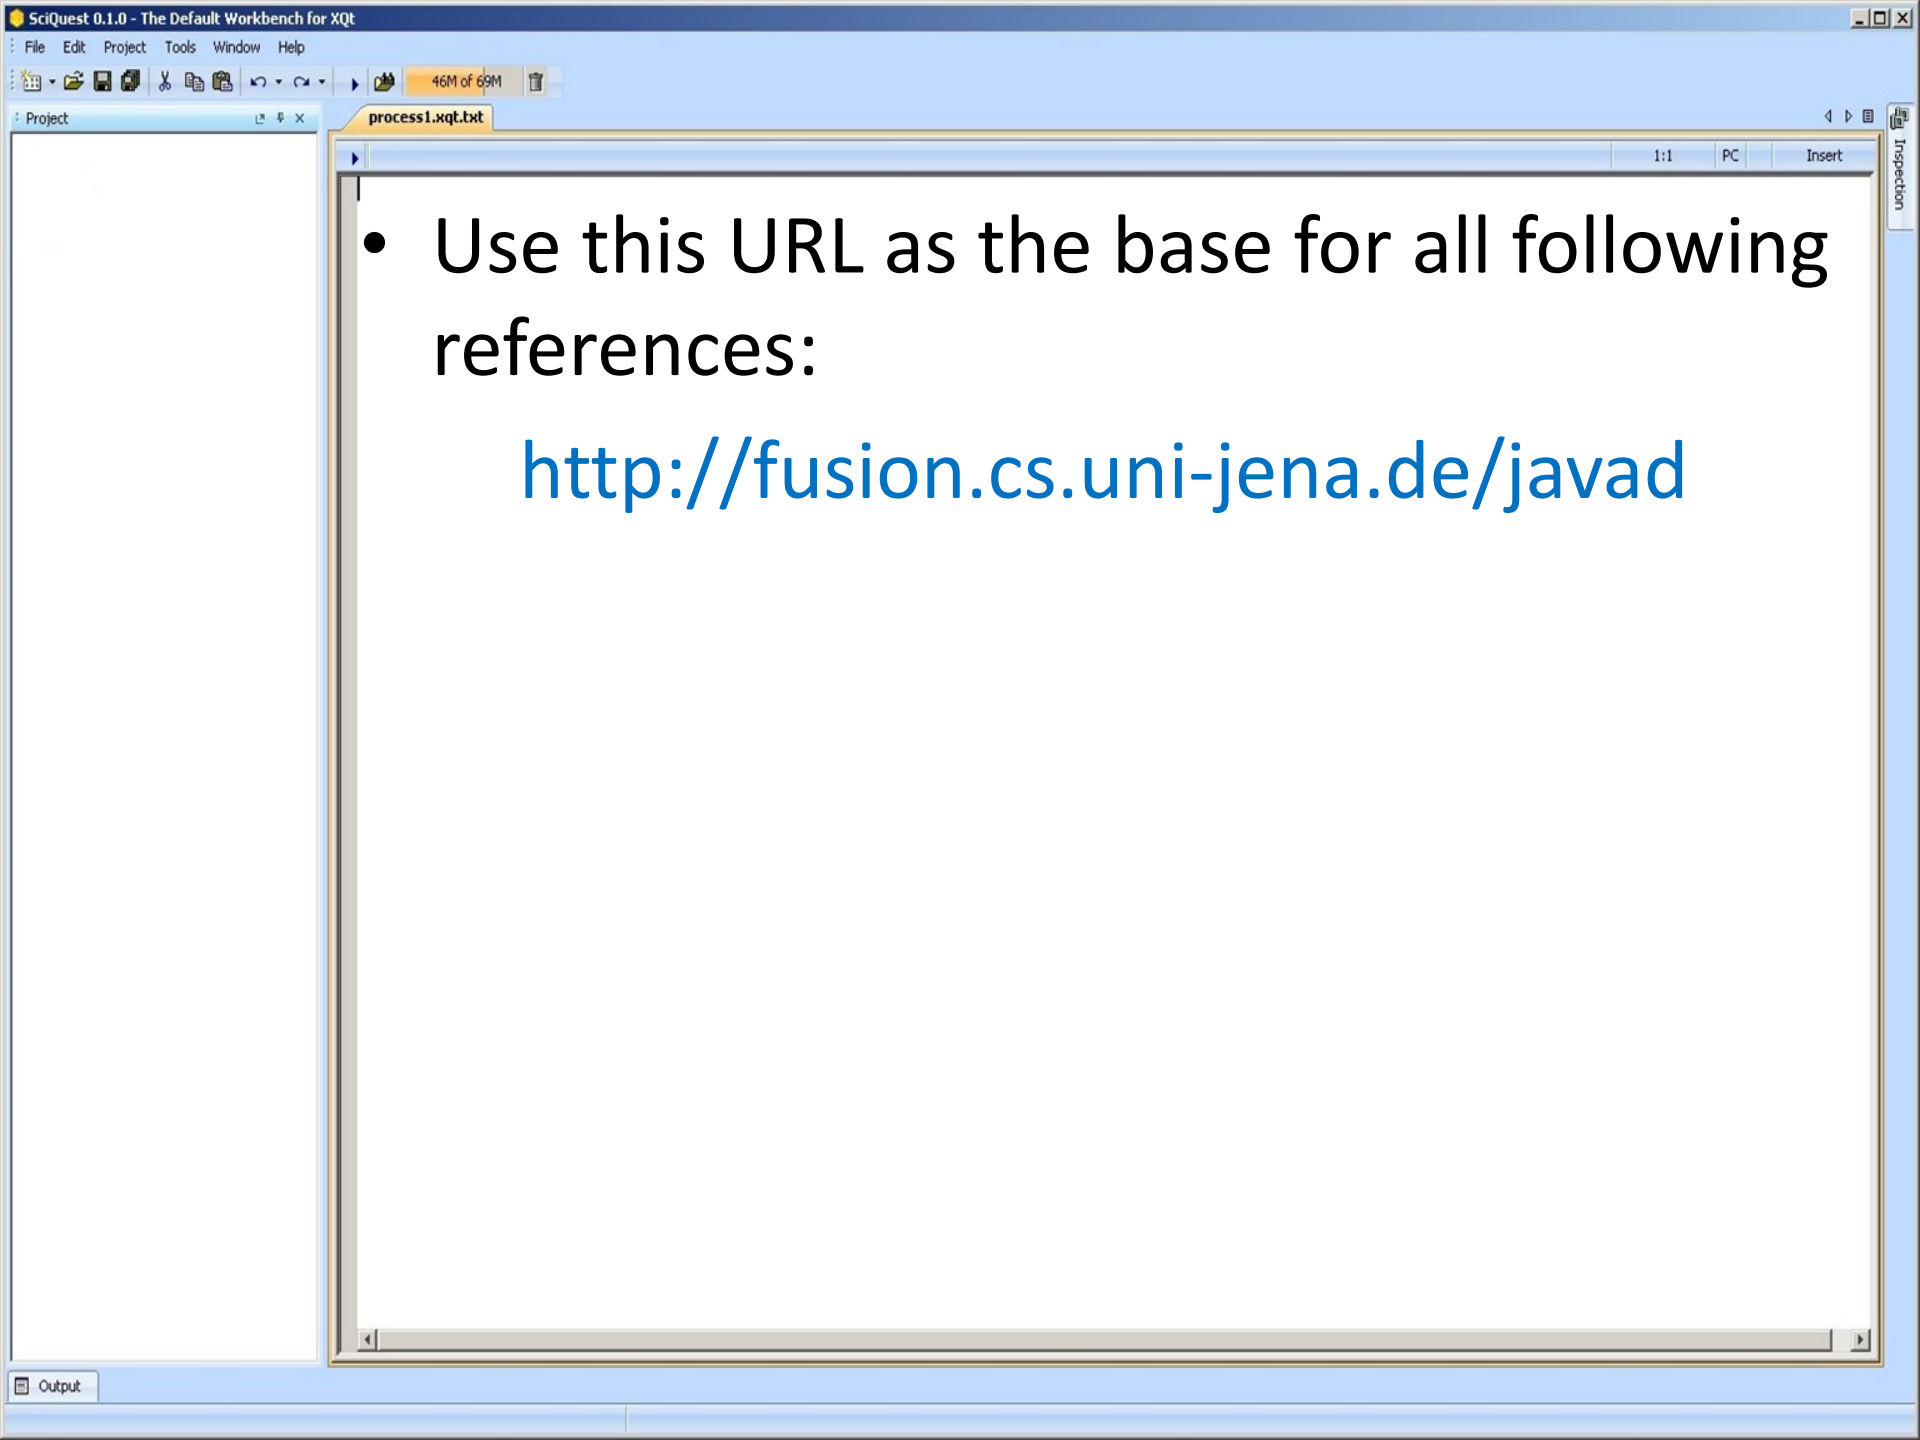 SciQuest 0.1.0 - The Default Workbench for XQt
File Edit Project Tools Window Help
46M of 69M
Project
process1.xqt.txt
1:1 PC Insert
Inspection
• Use this URL as the base for all following
references:
http://fusion.cs.uni-jena.de/javad
Output